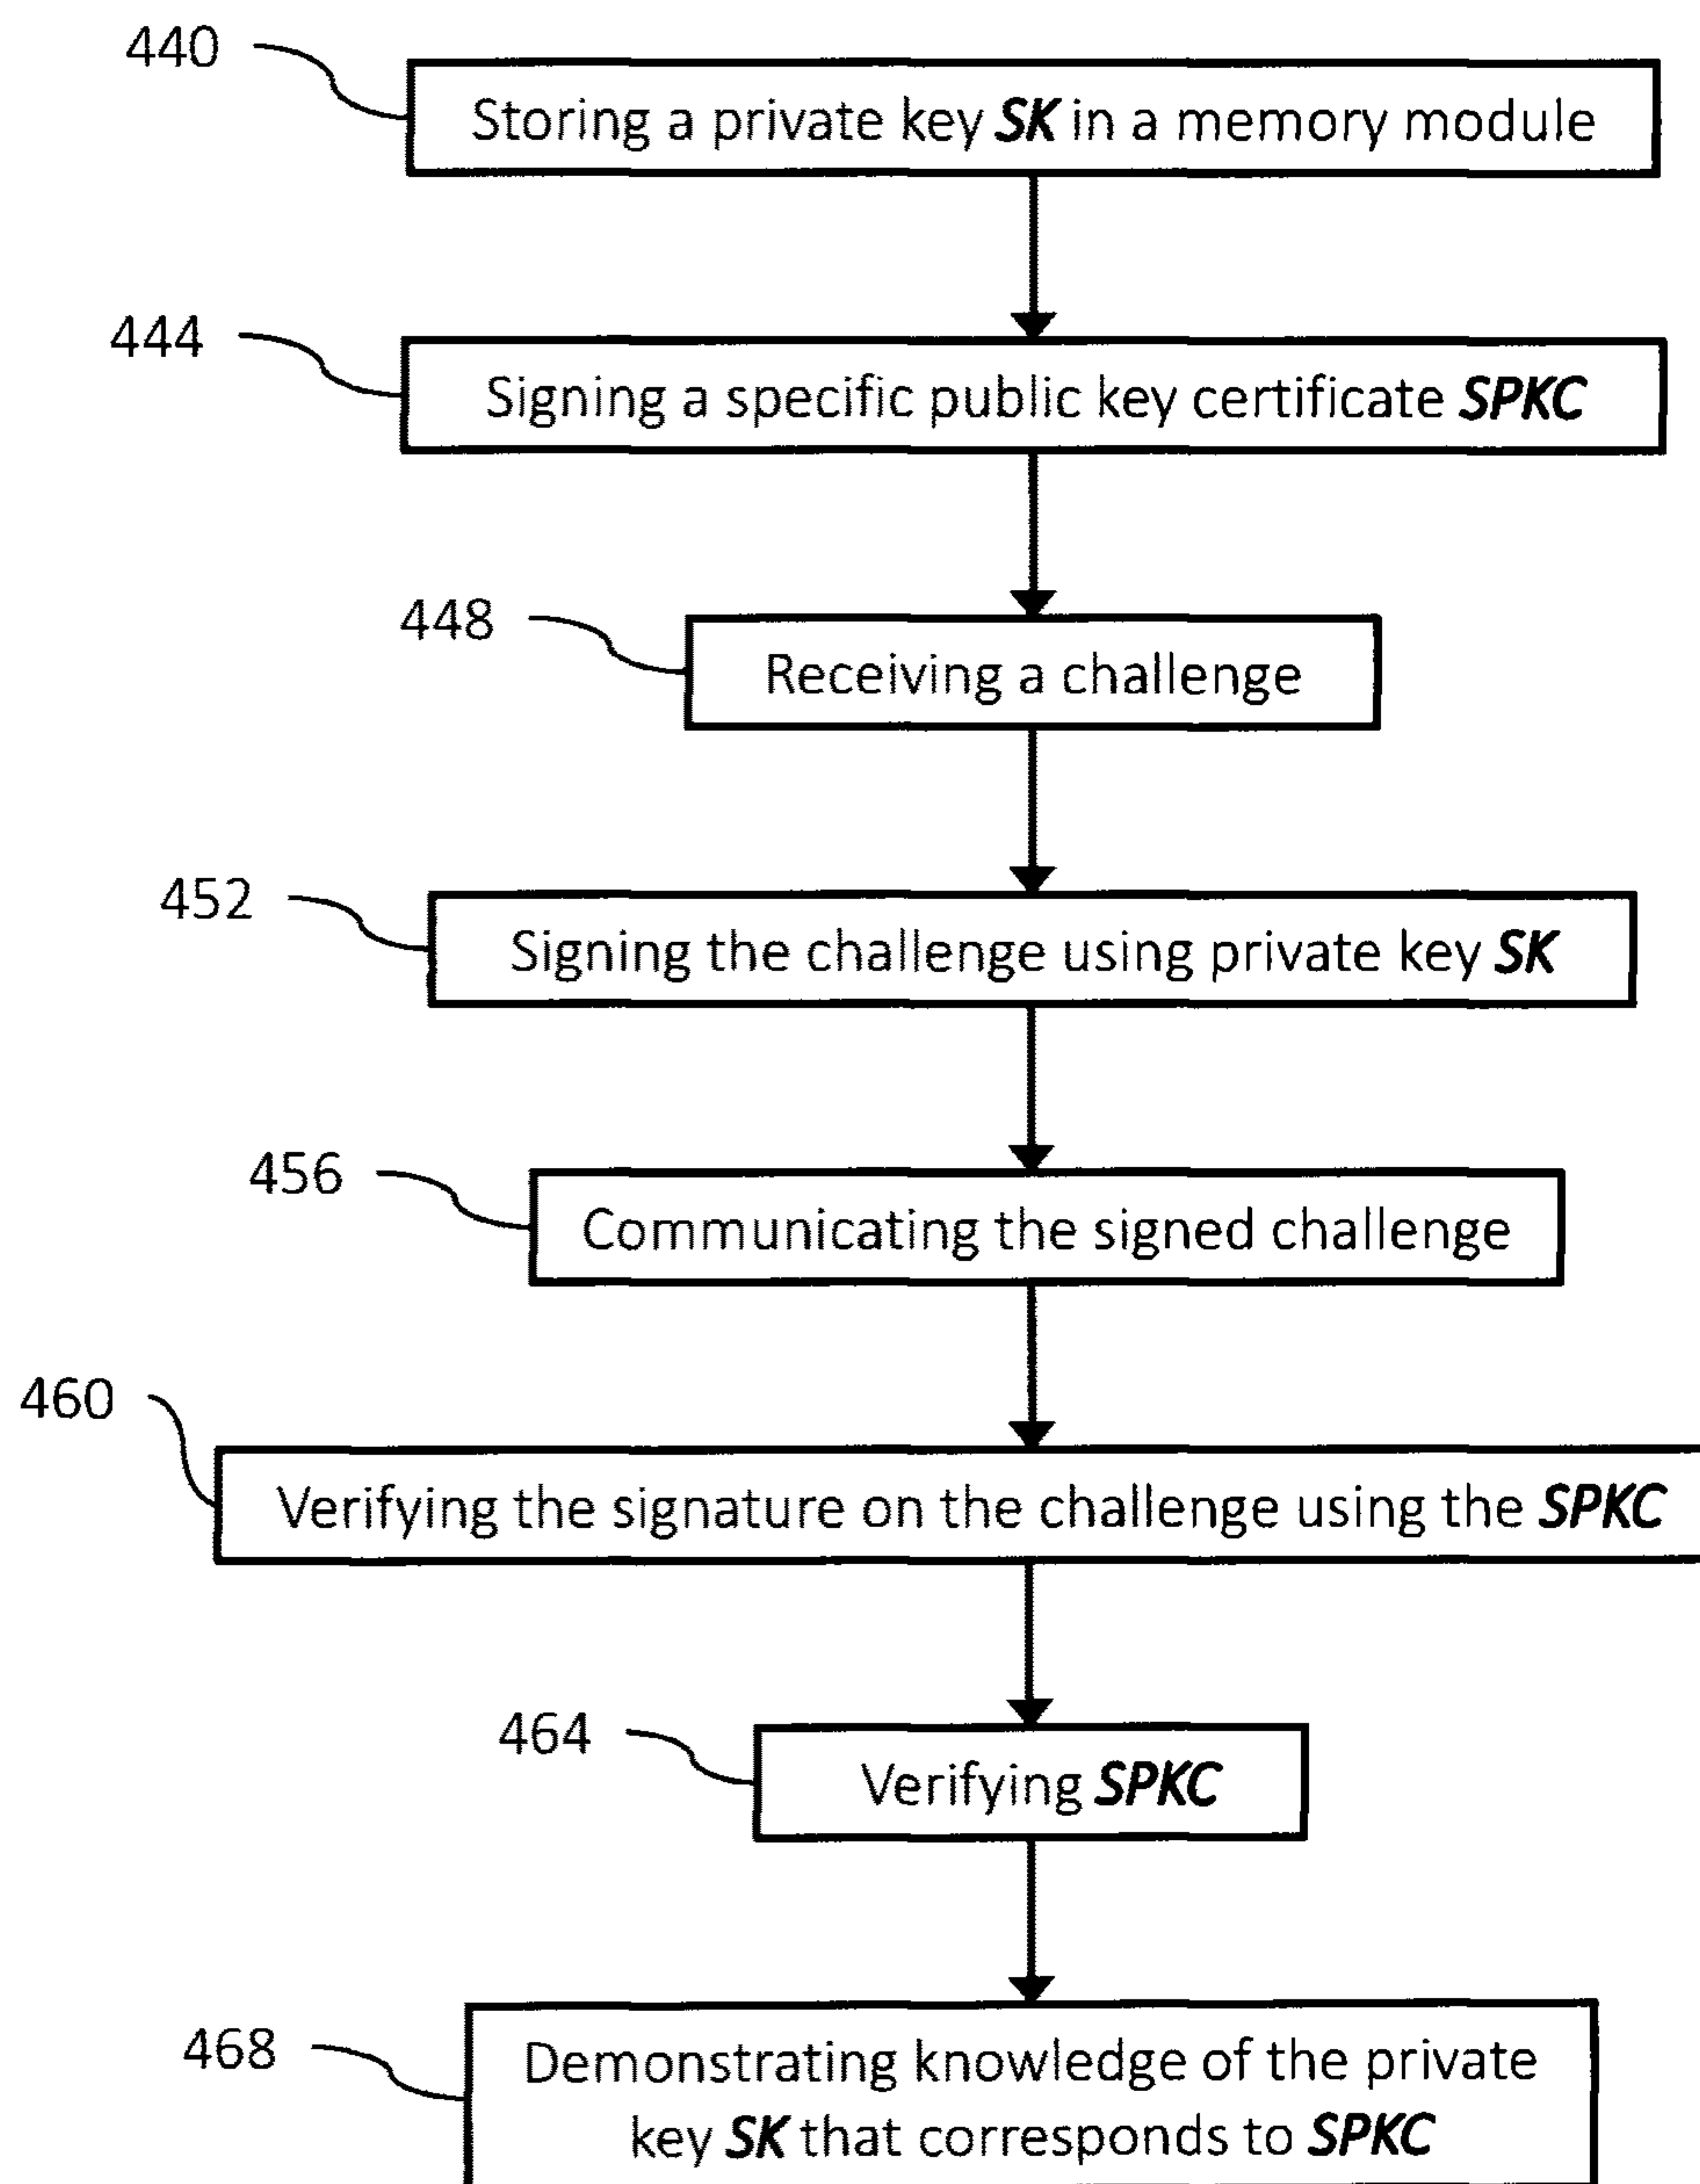 440
Storing a private key SK in a memory module
444
Signing a specific public key certificate SPKC
448
Receiving a challenge
452
Signing the challenge using private key SK
456
Communicating the signed challenge
460
Verifying the signature on the challenge using the SPKC
464
Verifying SPKC
468
Demonstrating knowledge of the private
key SK that corresponds to SPKC